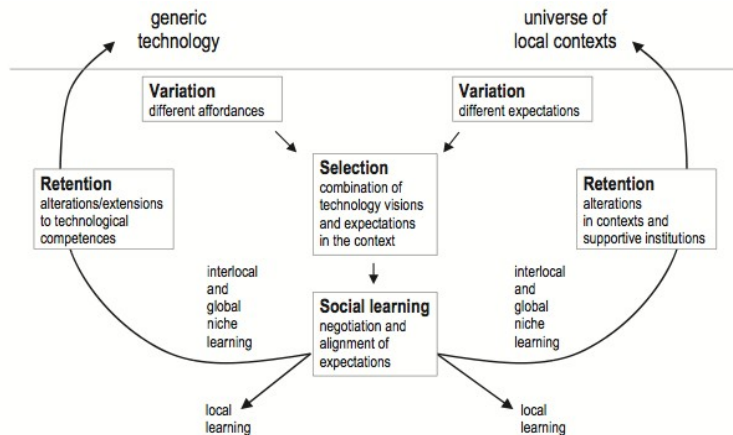 generic
technology
universe of
local contexts
Variation
different affordances
Variation
different expectations
Selection
combination of
technology visions
and expectations
in the context
Retention
alterations/extensions
to technological
competences
Retention
alterations
in contexts and
supportive institutions
interlocal
and
global
niche
learning
interlocal
and
global
niche
learning
Social learning
negotiation and
alignment of
expectations
local
learning
local
learning